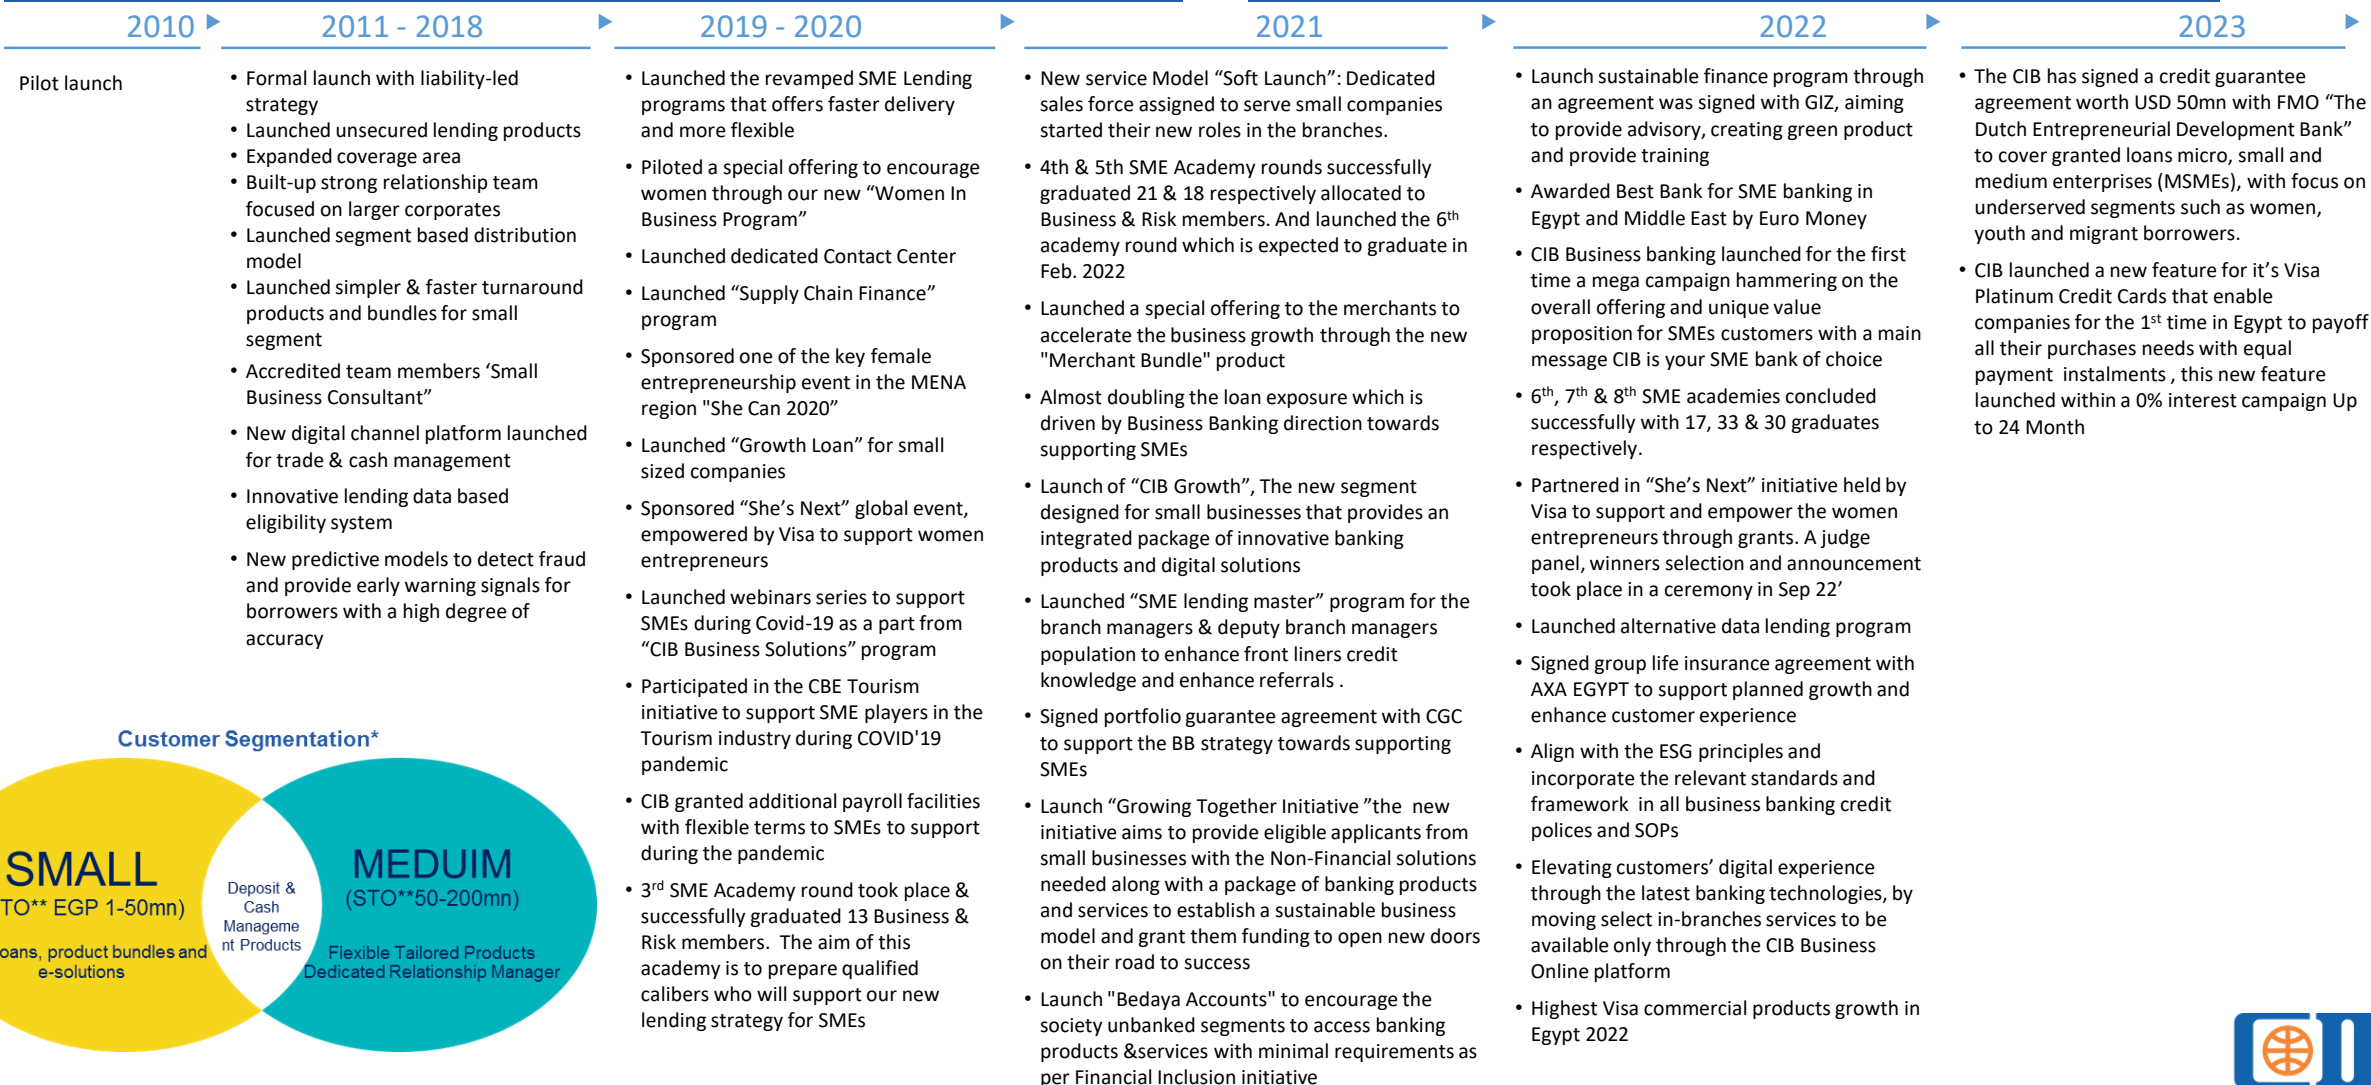 2010
Pilot launch
2011 - 2018
• Formal launch with liability-led
strategy
• Launched unsecured lending products
• Expanded coverage area
• Built-up strong relationship team
focused on larger corporates
• Launched segment based distribution
model
• Launched simpler & faster turnaround
products and bundles for small
segment
• Accredited team members ‘Small
Business Consultant”
• New digital channel platform launched
for trade & cash management
• Innovative lending data based
eligibility system
• New predictive models to detect fraud
and provide early warning signals for
borrowers with a high degree of
accuracy
Customer Segmentation*
SMALL
TO** EGP 1-50mn)
oans, product bundles and
e-solutions
Deposit &
Cash
Manageme
nt Products
MEDUIM
(STO**50-200mn)
Flexible Tailored Products
Dedicated Relationship Manager
2019 - 2020
• Launched the revamped SME Lending
programs that offers faster delivery
and more flexible
• Piloted a special offering to encourage
women through our new “Women In
Business Program”
• Launched dedicated Contact Center
• Launched “Supply Chain Finance”
program
• Sponsored one of the key female
entrepreneurship event in the MENA
region "She Can 2020”
• Launched “Growth Loan” for small
sized companies
• Sponsored “She’s Next” global event,
empowered by Visa to support women
entrepreneurs
• Launched webinars series to support
SMEs during Covid-19 as a part from
“CIB Business Solutions” program
• Participated in the CBE Tourism
initiative to support SME players in the
Tourism industry during COVID'19
pandemic
• CIB granted additional payroll facilities
with flexible terms to SMEs to support
during the pandemic
• 3rd SME Academy round took place &
successfully graduated 13 Business &
Risk members. The aim of this
academy is to prepare qualified
calibers who will support our new
lending strategy for SMEs
2021
• New service Model “Soft Launch”: Dedicated
sales force assigned to serve small companies
started their new roles in the branches.
• 4th & 5th SME Academy rounds successfully
graduated 21 & 18 respectively allocated to
Business & Risk members. And launched the 6th
academy round which is expected to graduate in
Feb. 2022
• Launched a special offering to the merchants to
accelerate the business growth through the new
"Merchant Bundle" product
• Almost doubling the loan exposure which is
driven by Business Banking direction towards
supporting SMEs
• Launch of “CIB Growth”, The new segment
designed for small businesses that provides an
integrated package of innovative banking
products and digital solutions
• Launched “SME lending master” program for the
branch managers & deputy branch managers
population to enhance front liners credit
knowledge and enhance referrals .
• Signed portfolio guarantee agreement with CGC
to support the BB strategy towards supporting
SMEs
• Launch “Growing Together Initiative ”the new
initiative aims to provide eligible applicants from
small businesses with the Non-Financial solutions
needed along with a package of banking products
and services to establish a sustainable business
model and grant them funding to open new doors
on their road to success
• Launch "Bedaya Accounts" to encourage the
society unbanked segments to access banking
products &services with minimal requirements as
per Financial Inclusion initiative
2022
• Launch sustainable finance program through
an agreement was signed with GIZ, aiming
to provide advisory, creating green product
and provide training
• Awarded Best Bank for SME banking in
Egypt and Middle East by Euro Money
• CIB Business banking launched for the first
time a mega campaign hammering on the
overall offering and unique value
proposition for SMEs customers with a main
message CIB is your SME bank of choice
• 6th, 7th & 8th SME academies concluded
successfully with 17, 33 & 30 graduates
respectively.
• Partnered in “She’s Next” initiative held by
Visa to support and empower the women
entrepreneurs through grants. A judge
panel, winners selection and announcement
took place in a ceremony in Sep 22’
• Launched alternative data lending program
• Signed group life insurance agreement with
AXA EGYPT to support planned growth and
enhance customer experience
• Align with the ESG principles and
incorporate the relevant standards and
framework in all business banking credit
polices and SOPs
• Elevating customers’ digital experience
through the latest banking technologies, by
moving select in-branches services to be
available only through the CIB Business
Online platform
• Highest Visa commercial products growth in
Egypt 2022
2023
• The CIB has signed a credit guarantee
agreement worth USD 50mn with FMO “The
Dutch Entrepreneurial Development Bank”
to cover granted loans micro, small and
medium enterprises (MSMEs), with focus on
underserved segments such as women,
youth and migrant borrowers.
• CIB launched a new feature for it’s Visa
Platinum Credit Cards that enable
companies for the 1st time in Egypt to payoff
all their purchases needs with equal
payment instalments , this new feature
launched within a 0% interest campaign Up
to 24 Month